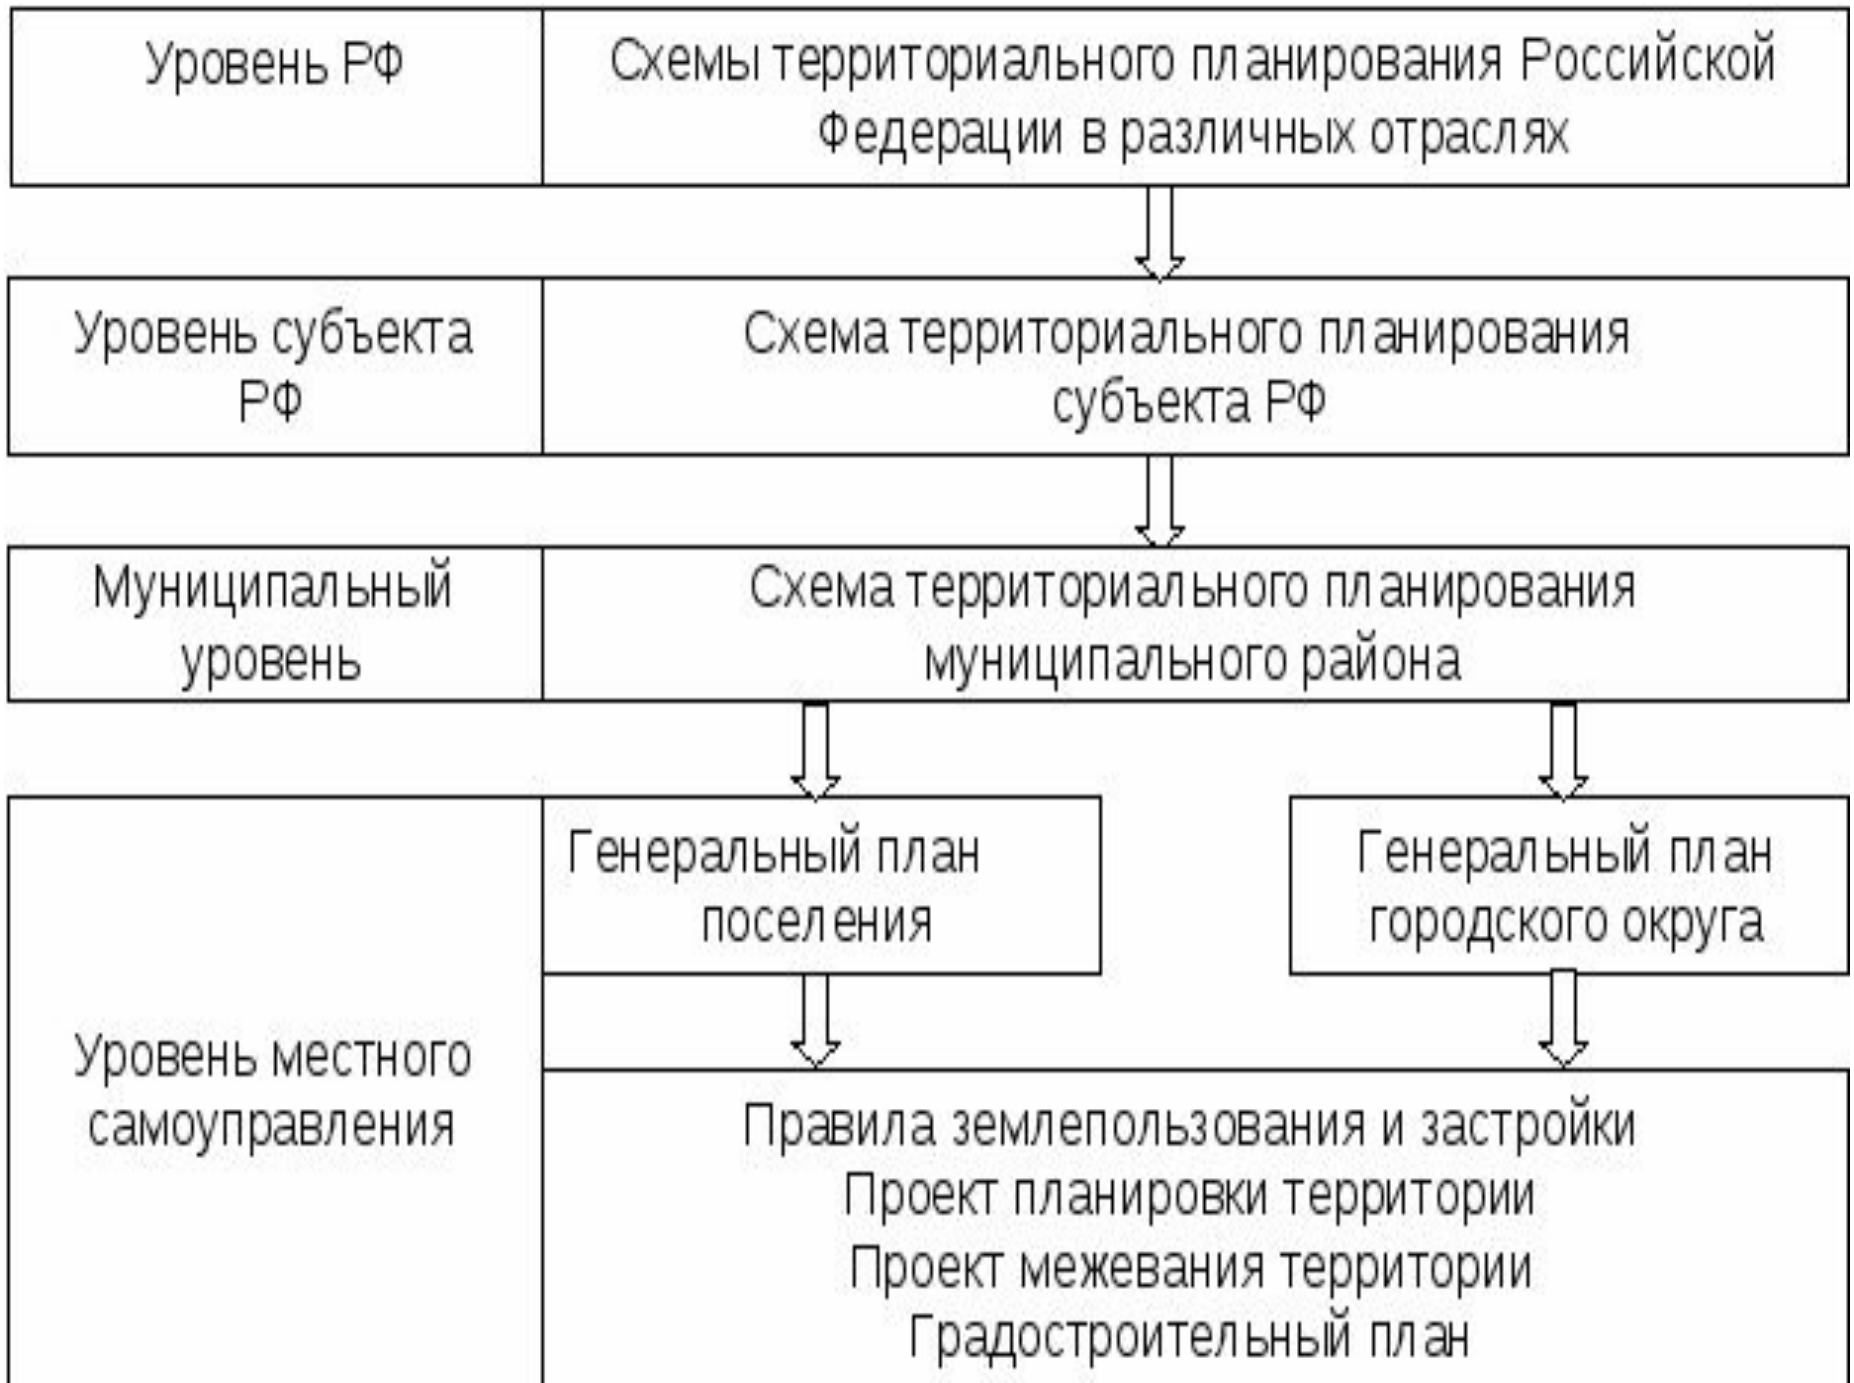 Уровень РФ
Схемы территориального планирования Российской
Федерации в различных отраслях
Уровень субъекта
РФ
Схема территориального планирования
субъекта РФ
Муниципальный
уровень
Схема территориального планирования
муниципального района
Уровень местного
самоуправления
Генеральный план
поселения
Генеральный план
городского округа
Правила землепользования и застройки
Проект планировки территории
Проект межевания территории
Градостроительный план